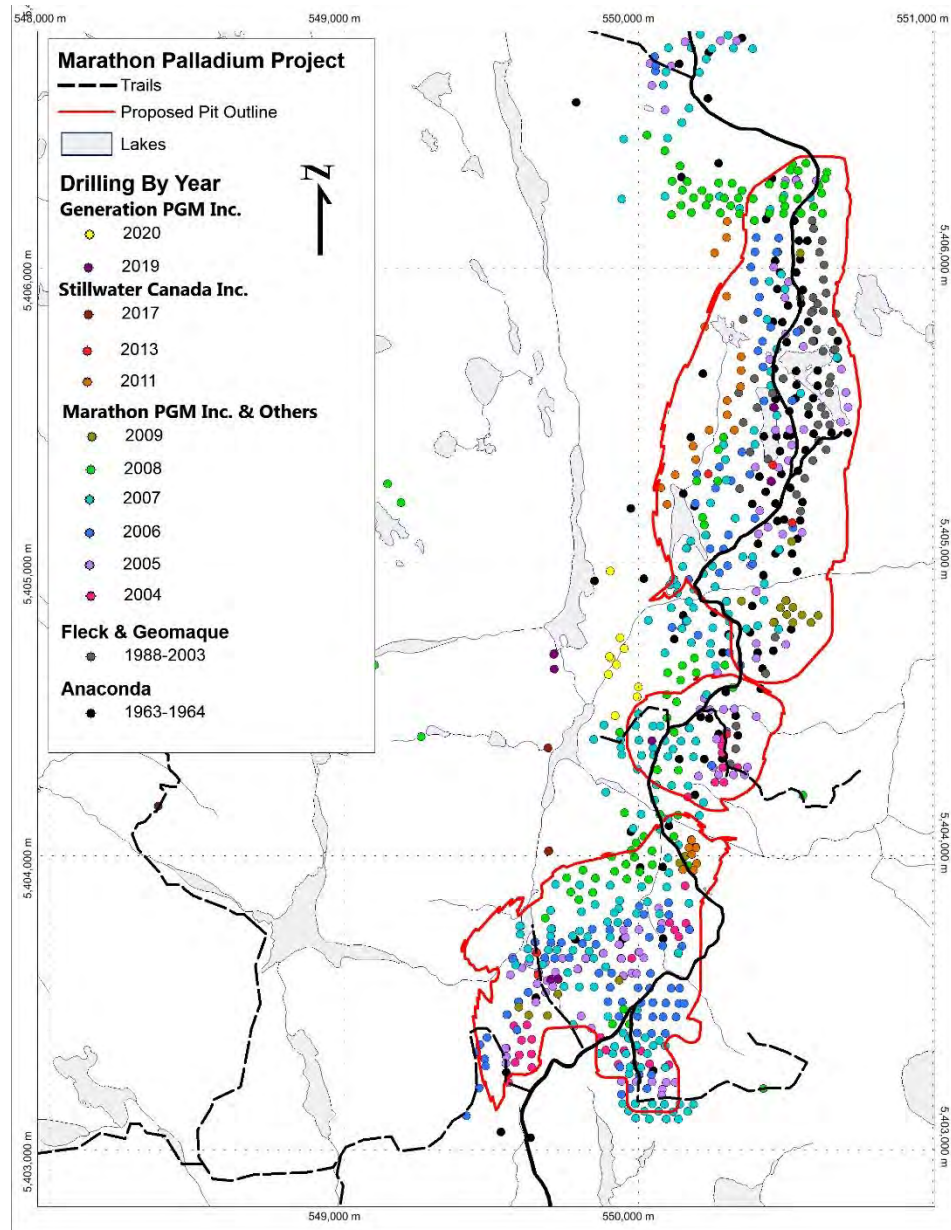 548,000 m
549,000 m
550,000 m
551,000 m
Marathon Palladium Project
Trails
Proposed Pit Outline
Lakes
N
Drilling By Year
Generation PGM Inc.
2020
2019
Stillwater Canada Inc.
2017
2013
2011
Marathon PGM Inc. & Others
2009
2008
2007
2006
2005
2004
Fleck & Geomaque
1988-2003
Anaconda
1963-1964
5,406,000 m
5,406,000 m
5,405,000 m
5,405,000 m
5,404,000 m
5,404,000 m
5,403,000 m
5,403,000 m
549,000 m
550,000 m